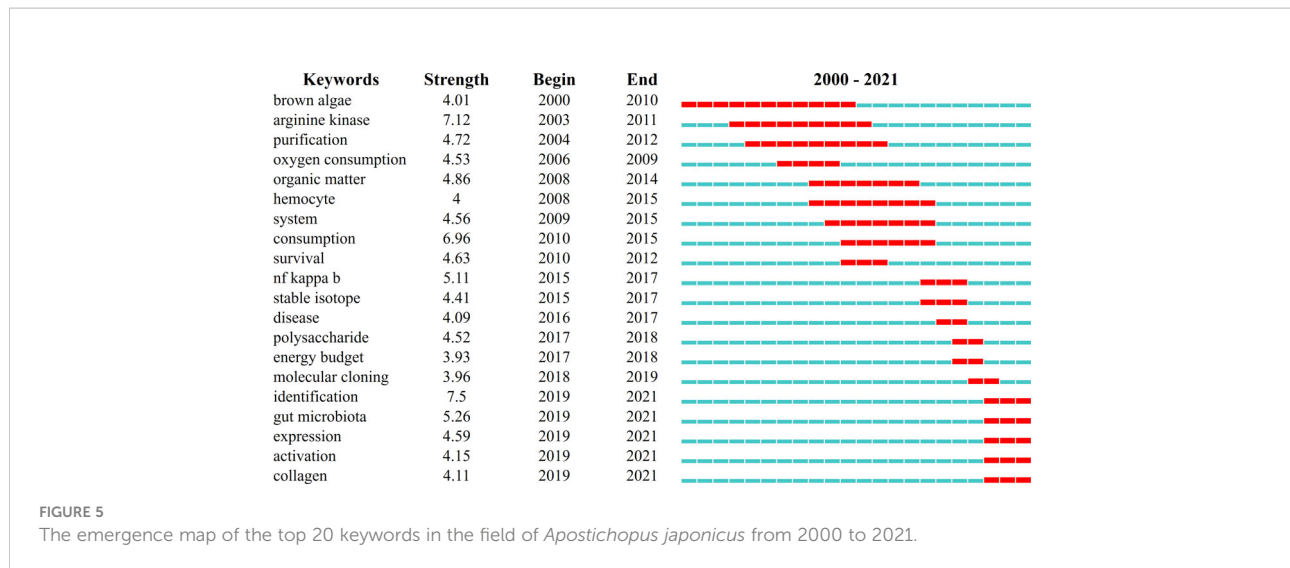 Keywords Strength Begin End 2000 - 2021
brown algae 4.01 2000 2010
arginine kinase 7.12 2003 2011
purification 4.72 2004 2012
oxygen consumption 4.53 2006 2009
organic matter 4.86 2008 2014
hemocyte 4 2008 2015
system 4.56 2009 2015
consumption 6.96 2010 2015
survival 4.63 2010 2012
nf kappa b 5.11 2015 2017
stable isotope 4.41 2015 2017
disease 4.09 2016 2017
polysaccharide 4.52 2017 2018
energy budget 3.93 2017 2018
molecular cloning 3.96 2018 2019
identification 7.5 2019 2021
gut microbiota 5.26 2019 2021
expression 4.59 2019 2021
activation 4.15 2019 2021
collagen 4.11 2019 2021
FIGURE 5
The emergence map of the top 20 keywords in the field of Apostichopus japonicus from 2000 to 2021.